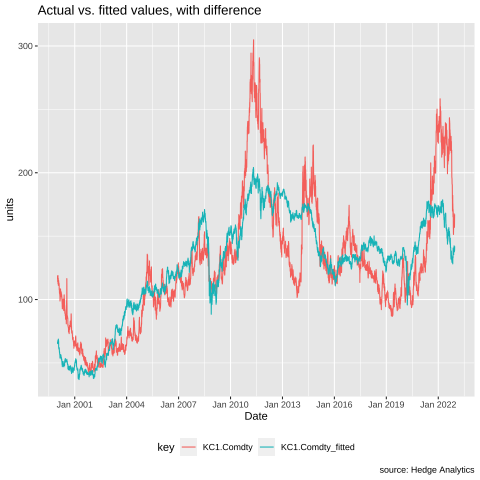 Actual vs. fitted values, with difference
300
200
100
units
Jan 2001 Jan 2004 Jan 2007 Jan 2010 Jan 2013 Jan 2016 Jan 2019 Jan 2022
Date
key KC1.Comdty KC1.Comdty_fitted
source: Hedge Analytics